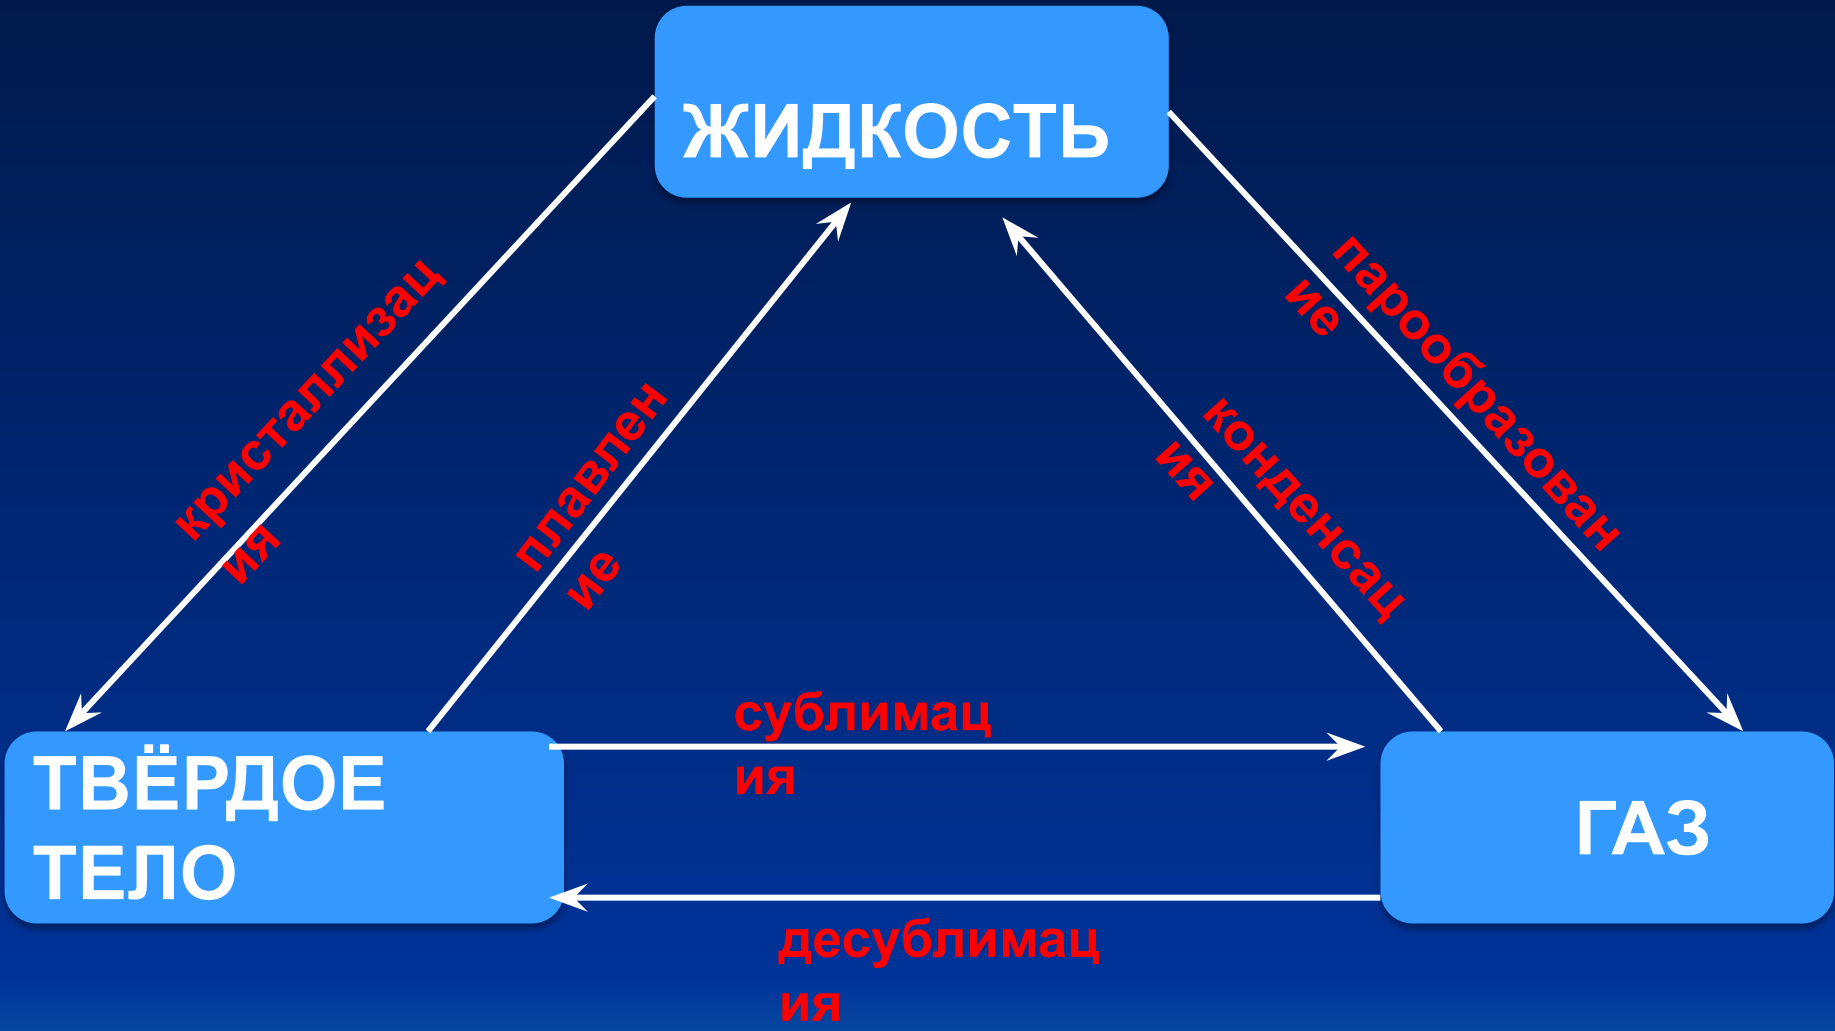 ЖИДКОСТЬ
кристаллизац
ия
плавлен
ие
парообразован
ие
конденсац
ия
сублимац
ия
ТВЁРДОЕ
ТЕЛО
ГАЗ
десублимац
ия